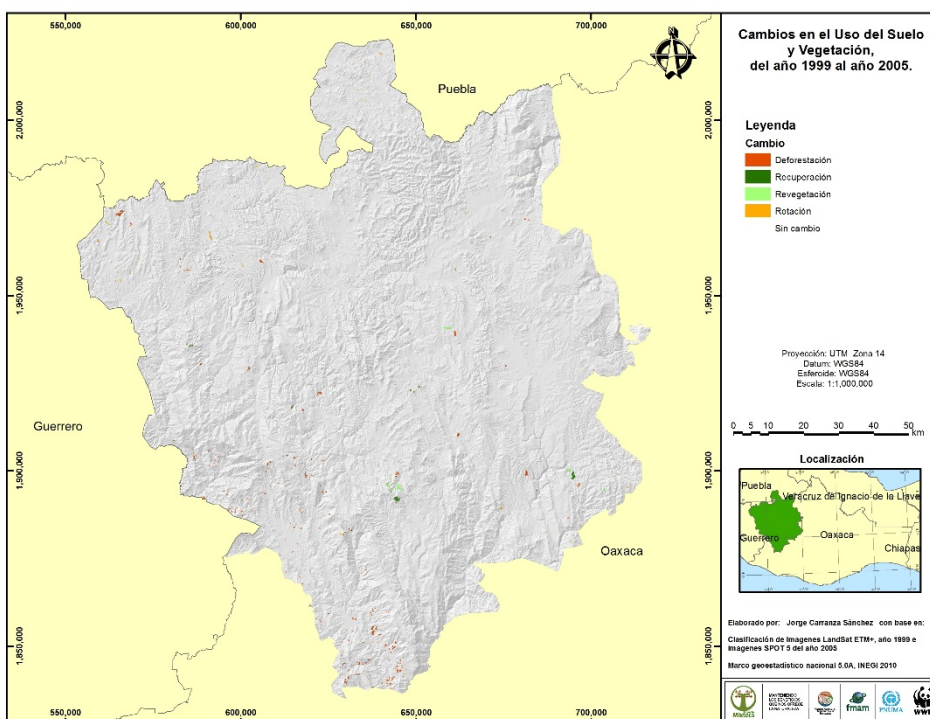 Cambios en el Uso del Suelo
y Vegetación,
del año 1999 al año 2005.
Leyenda
Cambio
Deforestación
Recuperación
Revegetación
Rotación
Sin cambio
Proyección: UTM Zona 14
Datum: WGS84
Esferoide: WGS84
Escala: 1:1,000,000
0 5 10 20 30 40 50
km
Localización
Puebla
Veracruz de Ignacio de la Llave
Guerrero
Oaxaca
Chiapas
Elaborado por: Jorge Carranza Sánchez con base en:
Clasificación de Imagenes LandSat ETM+, año 1999 e
Imagenes SPOT 5 del año 2005
Marco geoestadístico nacional 5.0A, INEGI 2010
fmam
PNUMA
WWF
550,000
600,000
650,000
700,000
Puebla
Guerrero
Oaxaca
2,000,000
1,950,000
1,900,000
1,850,000
2,000,000
1,950,000
1,900,000
1,850,000
550,000
600,000
650,000
700,000